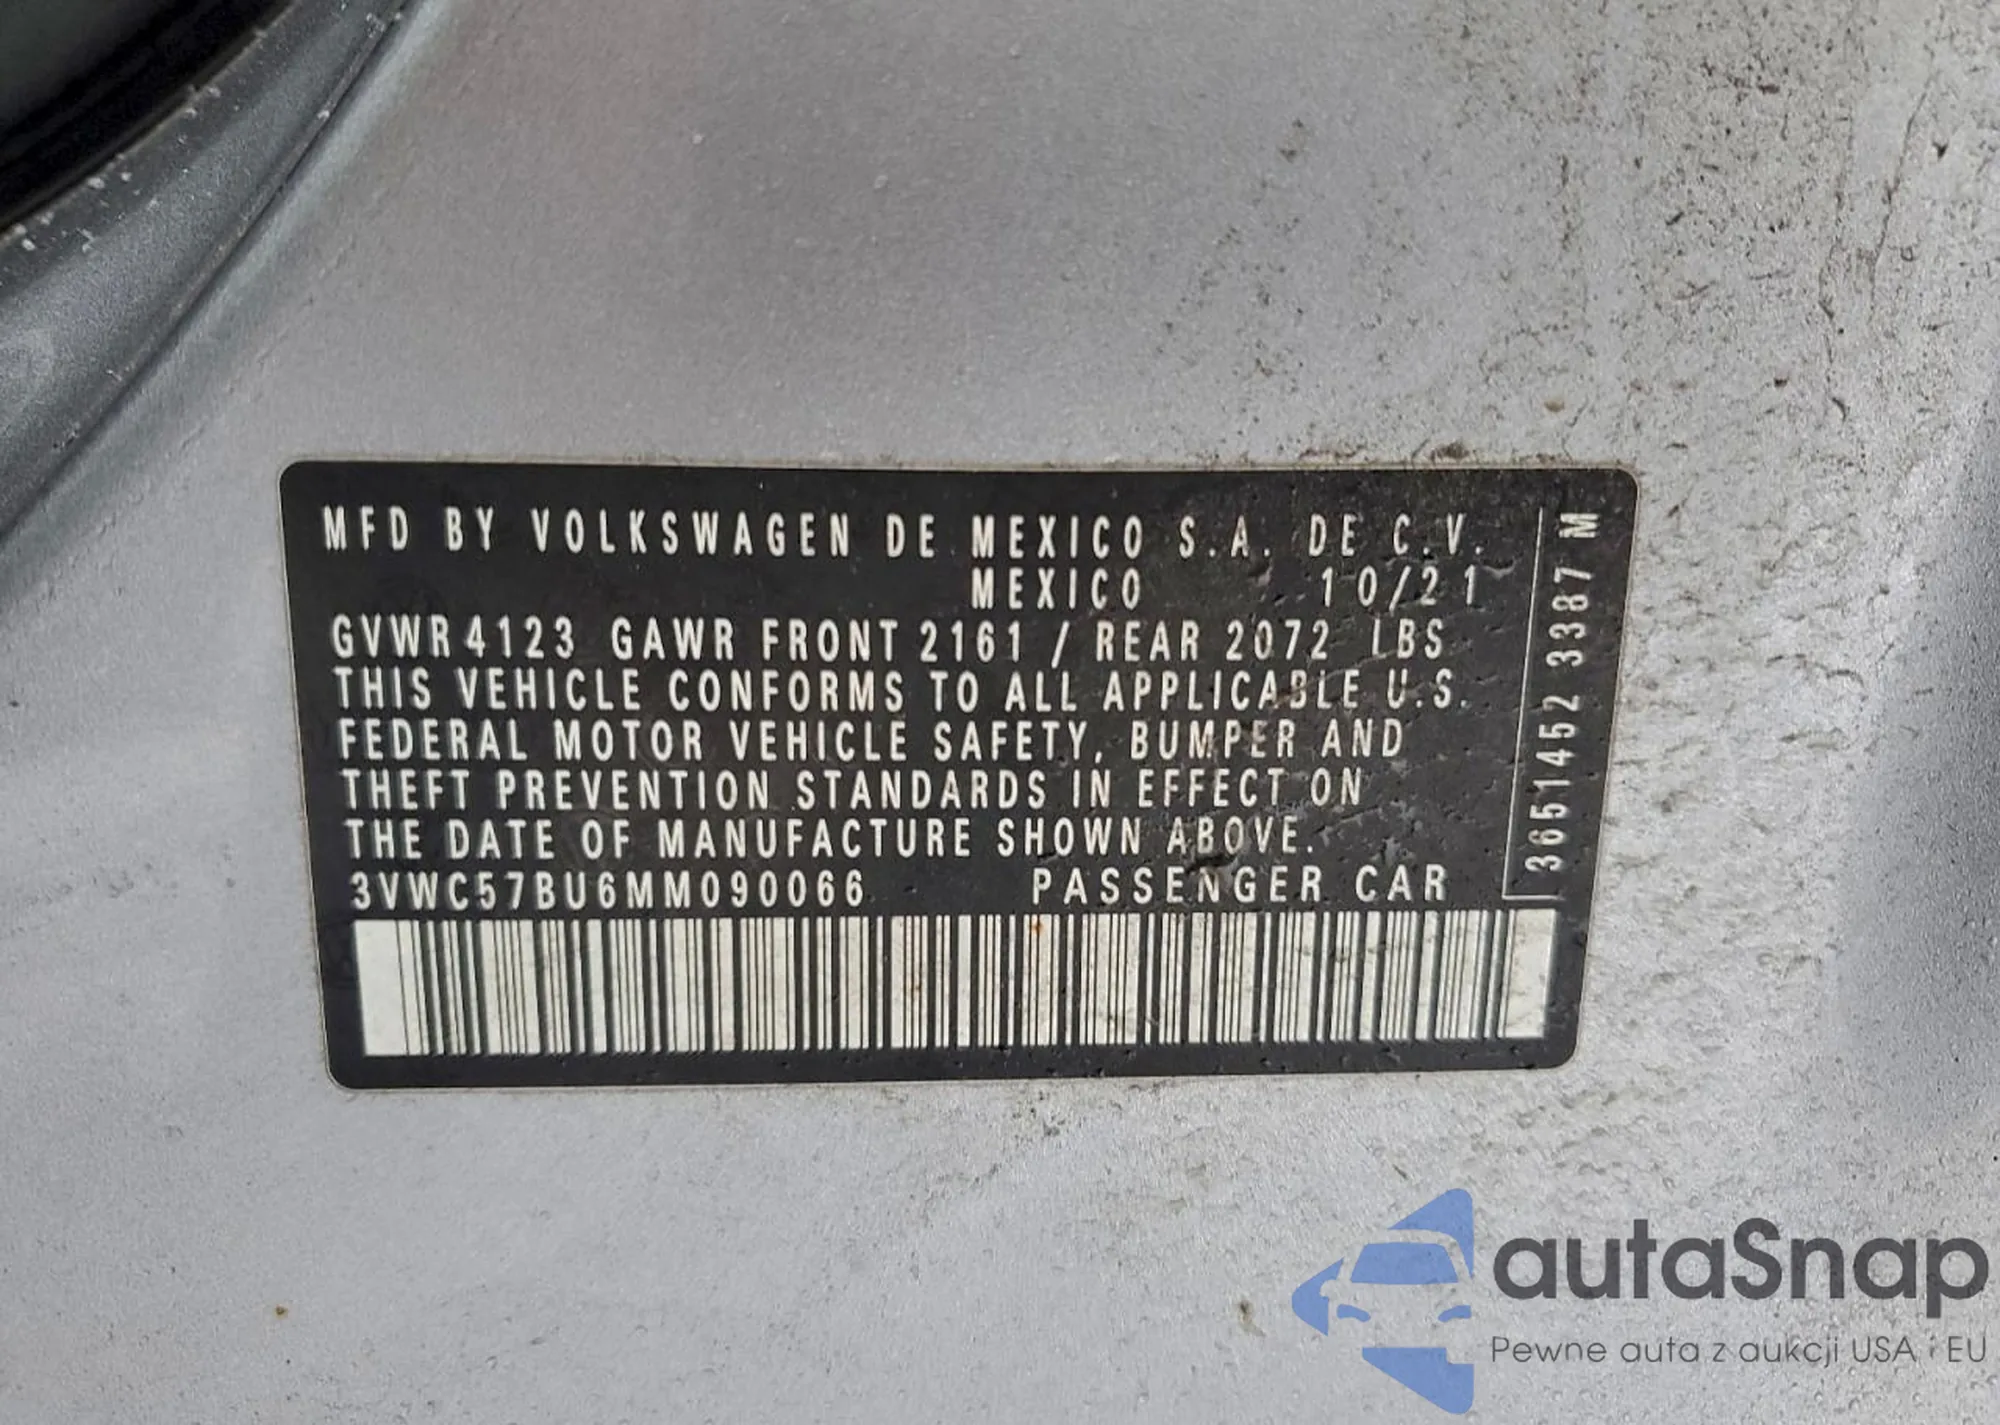 MFD BY VOLKSWAGEN DE MEXICO S.A. DE C.V.
MEXICO 10/21
GVWR 4123 GAWR FRONT 2161 / REAR 2072 LBS
THIS VEHICLE CONFORMS TO ALL APPLICABLE U.S.
FEDERAL MOTOR VEHICLE SAFETY, BUMPER AND
THEFT PREVENTION STANDARDS IN EFFECT ON
THE DATE OF MANUFACTURE SHOWN ABOVE.
3VWC57BU6MM090066 PASSENGER CAR
3651452 3387 M
autaSnap
Pewne auta z aukcji USA i EU